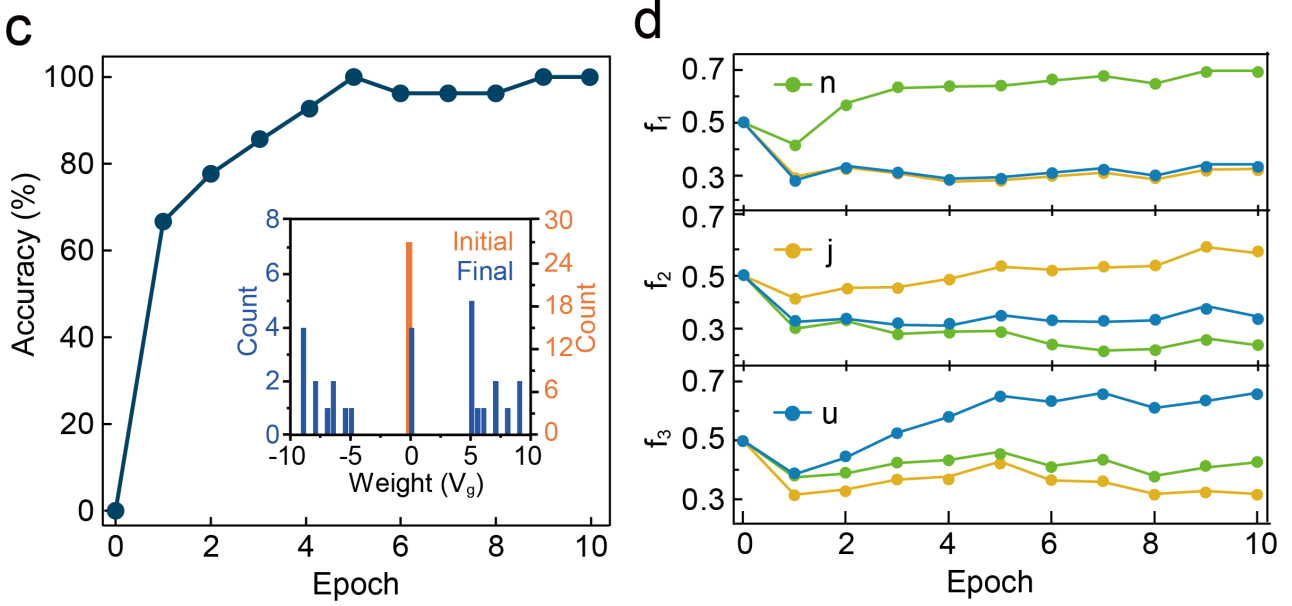 c
Accuracy (%)
100
80
60
40
20
0
0 2 4 6 8 10
Epoch
Count
8
6
4
2
0
Initial
Final
30
24
18
12
6
0
Count
-10 -5 0 5 10
Weight (Vg)
d
f1
0.7
0.5
0.3
n
f2
0.7
0.5
0.3
j
f3
0.7
0.5
0.3
u
0 2 4 6 8 10
Epoch